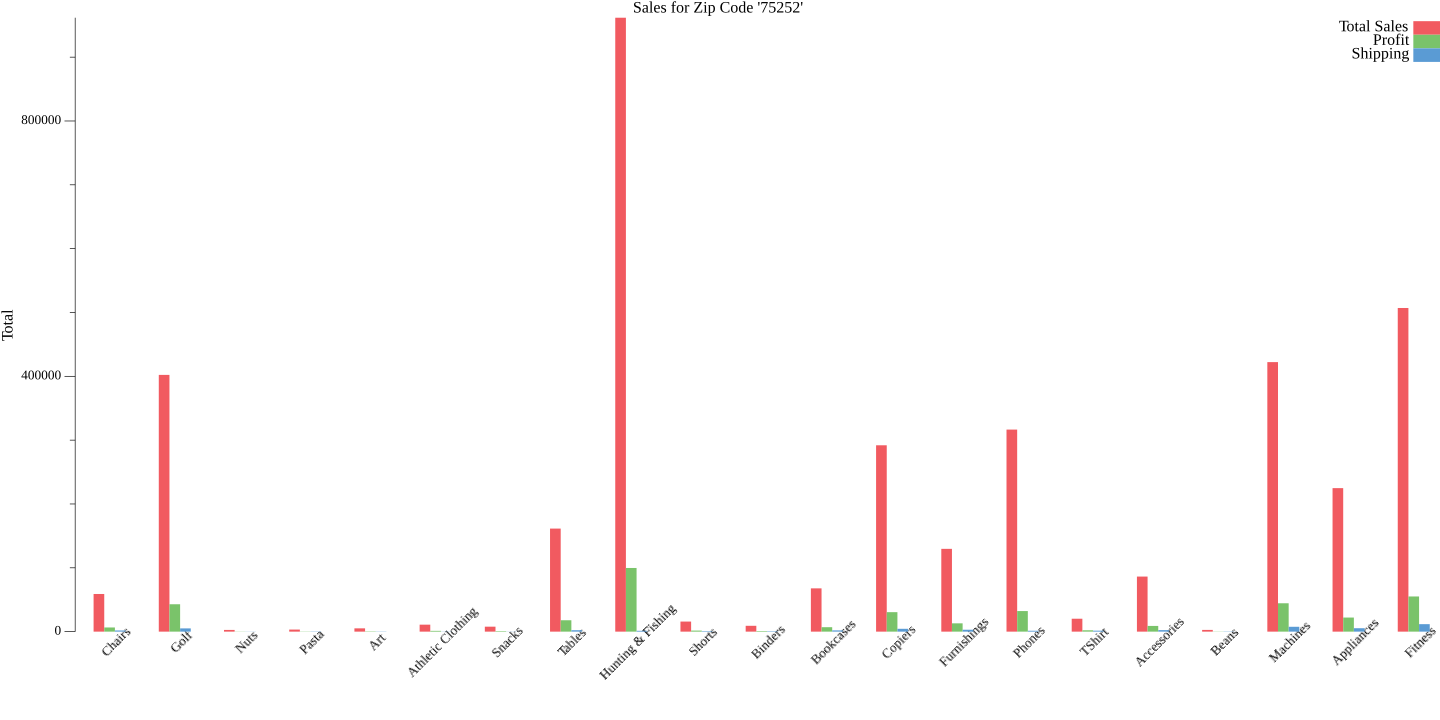 Sales for Zip Code '75252'
Total Sales
Profit
Shipping
Total
800000
400000
0
Chairs
Golf
Nuts
Pasta
Art
Athletic Clothing
Snacks
Tables
Hunting & Fishing
Shorts
Binders
Bookcases
Copiers
Furnishings
Phones
TShirt
Accessories
Beans
Machines
Appliances
Fitness